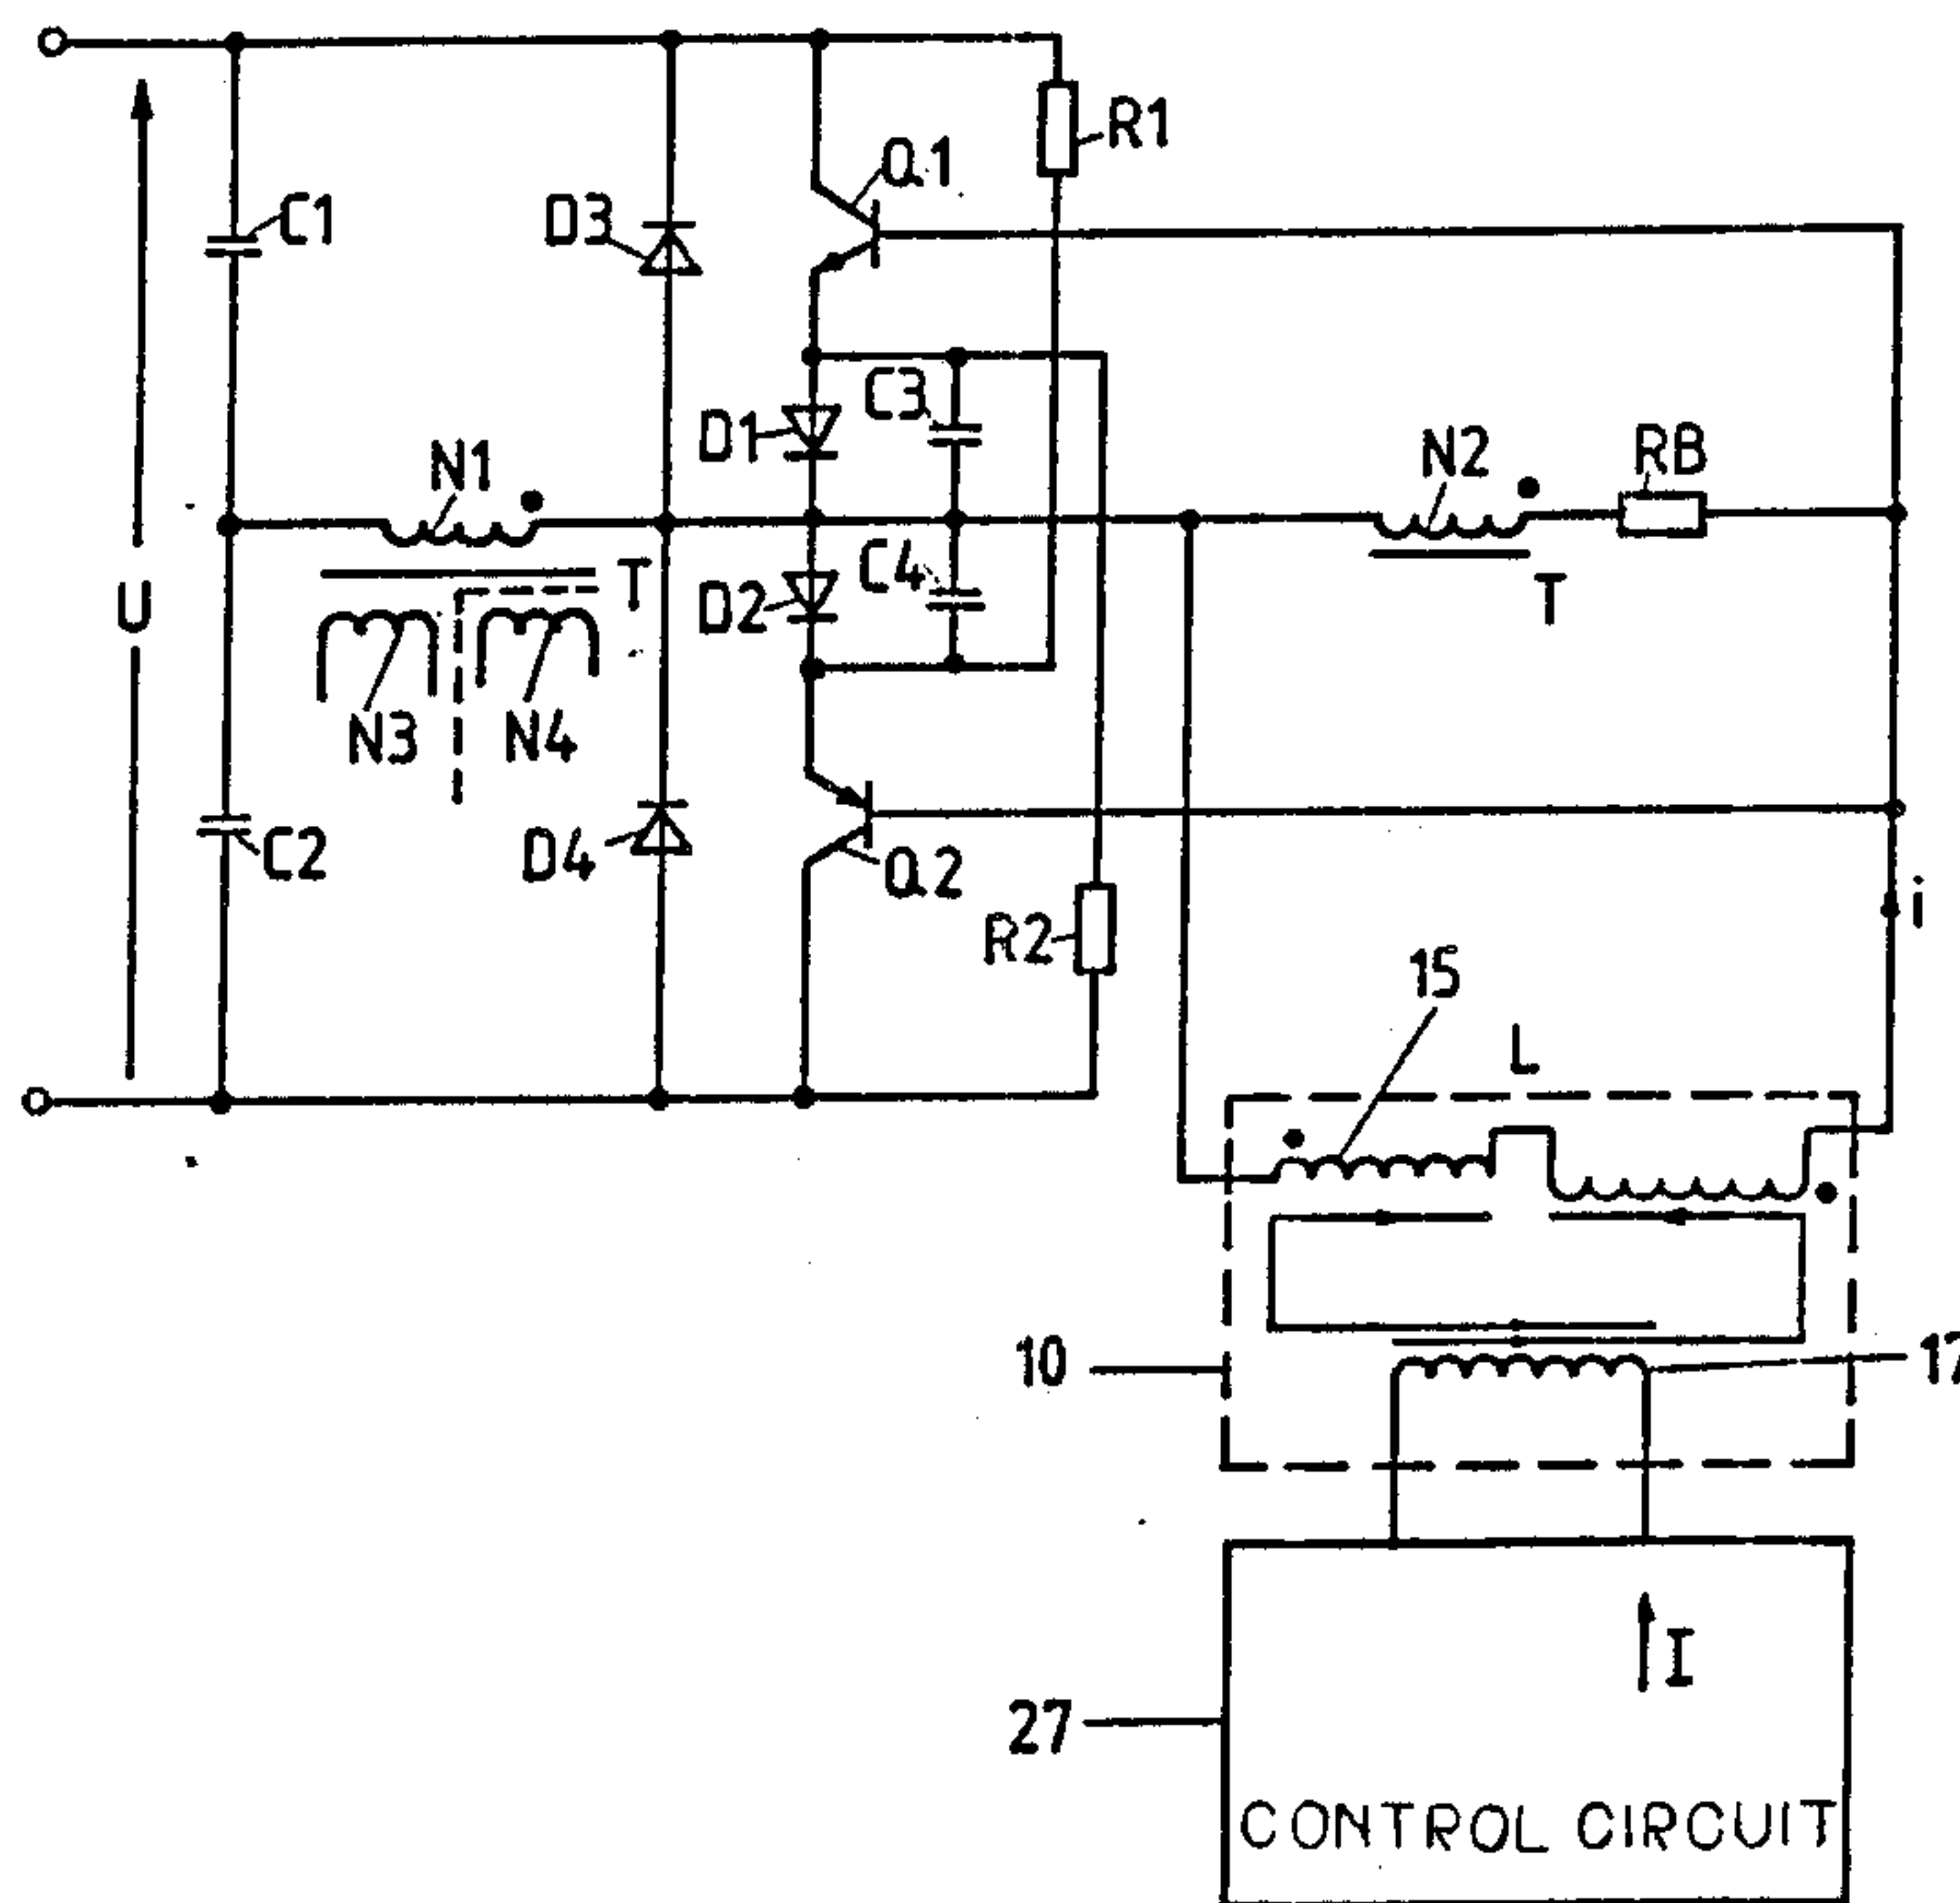 R1
Q1
C1
D3
C3
D1
N1
N2
RB
C4
T
D2
T
U
N3
N4
C2
D4
Q2
R2
i
15
L
10
17
I
27
CONTROL CIRCUIT